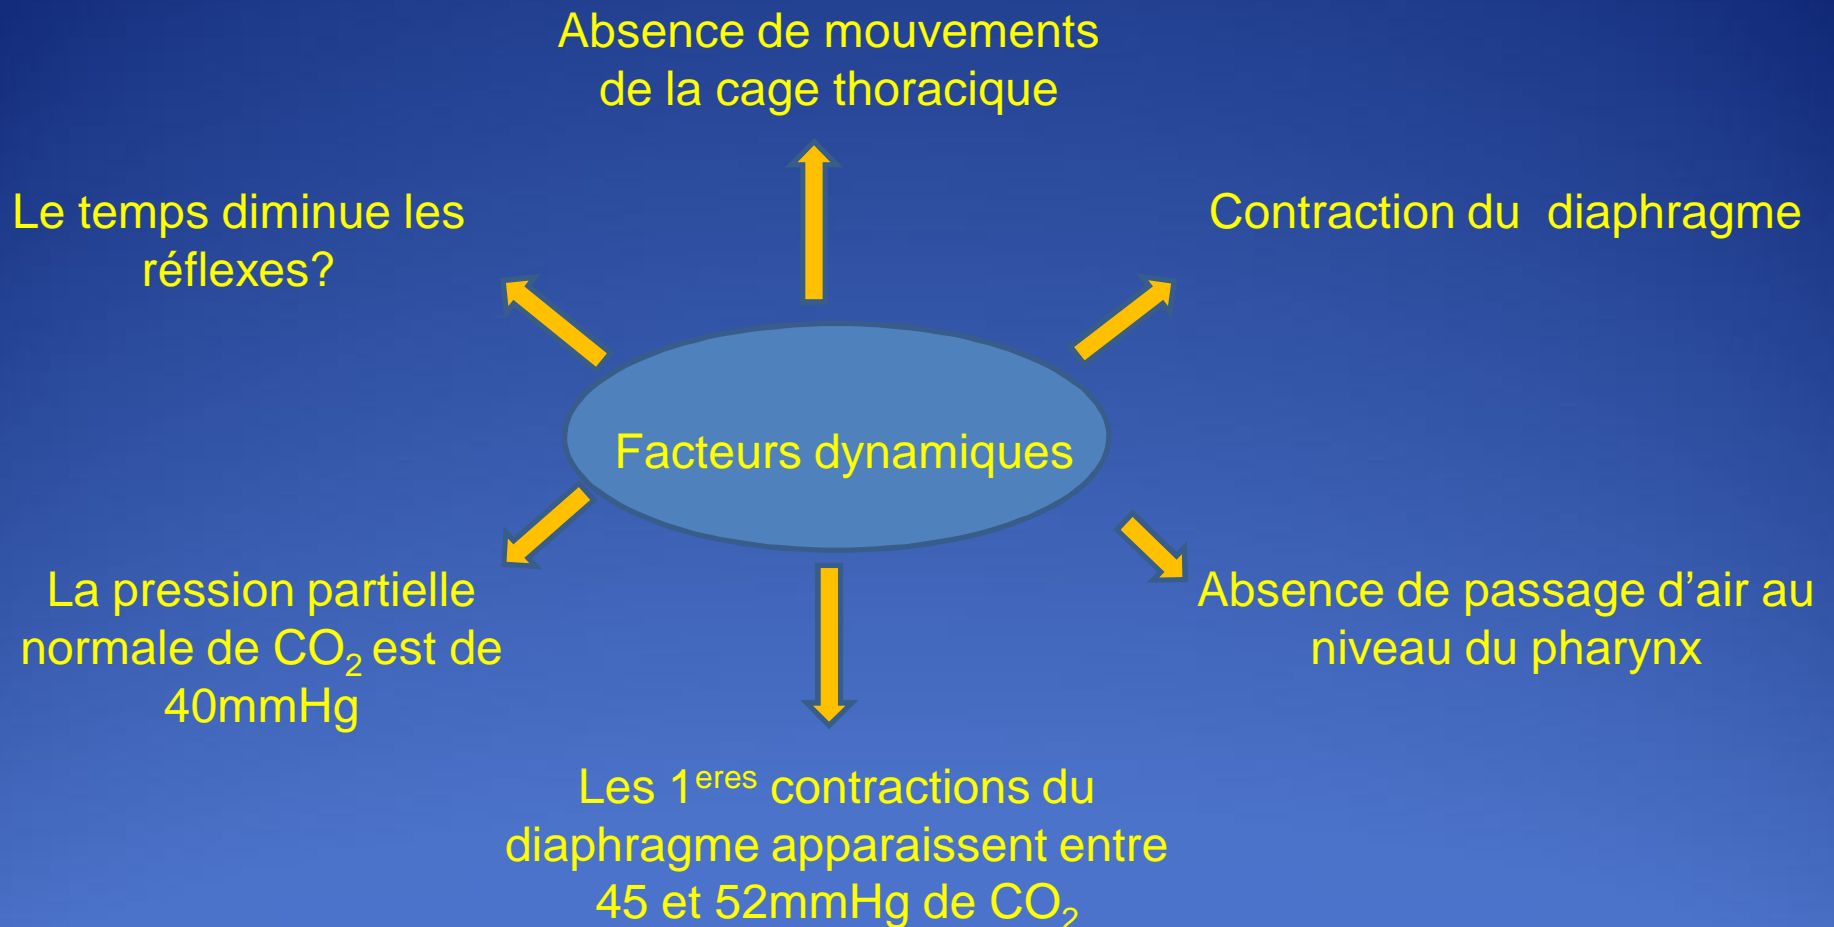 Absence de mouvements
de la cage thoracique
Le temps diminue les
réflexes?
Contraction du  diaphragme
Facteurs dynamiques
La pression partielle
normale de CO₂ est de
40mmHg
Absence de passage d’air au
niveau du pharynx
Les 1eres contractions du
diaphragme apparaissent entre
45 et 52mmHg de CO₂